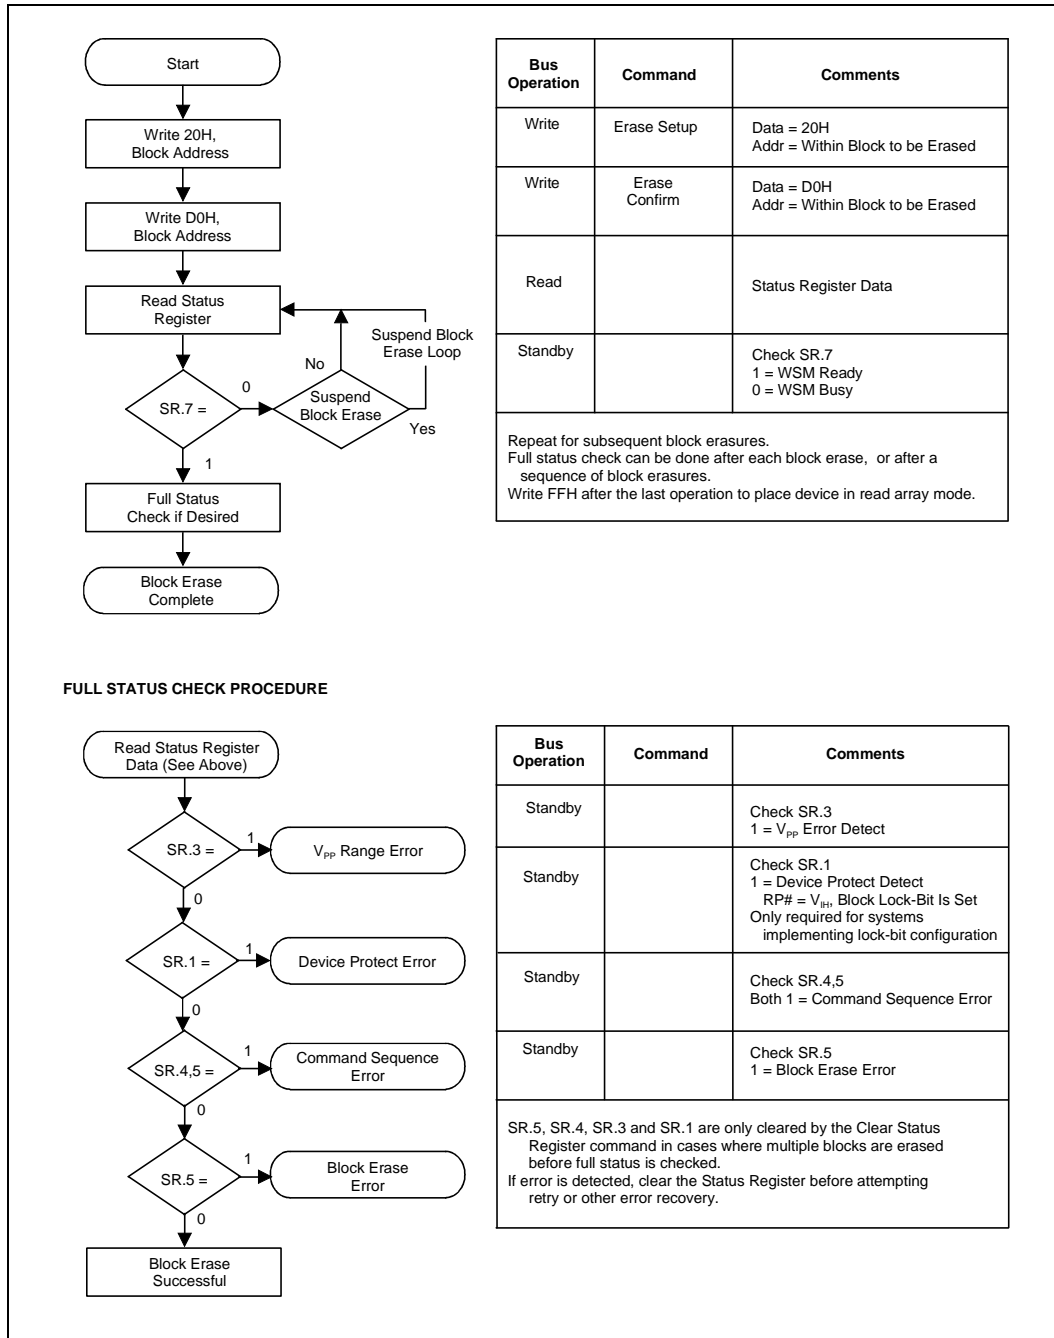 Start
Write 20H,
Block Address
Write D0H,
Block Address
Read Status
Register
Suspend Block
Erase Loop
No
0
SR.7 =
Suspend
Block Erase
Yes
1
Full Status
Check if Desired
Block Erase
Complete
Bus
Operation
Command
Comments
Write
Erase Setup
Data = 20H
Addr = Within Block to be Erased
Write
Erase
Confirm
Data = D0H
Addr = Within Block to be Erased
Read
Status Register Data
Standby
Check SR.7
1 = WSM Ready
0 = WSM Busy
Repeat for subsequent block erasures.
Full status check can be done after each block erase, or after a
sequence of block erasures.
Write FFH after the last operation to place device in read array mode.
FULL STATUS CHECK PROCEDURE
Read Status Register
Data (See Above)
SR.3 =
1
VPP Range Error
0
SR.1 =
1
Device Protect Error
0
SR.4,5 =
1
Command Sequence
Error
0
SR.5 =
1
Block Erase
Error
0
Block Erase
Successful
Bus
Operation
Command
Comments
Standby
Check SR.3
1 = VPP Error Detect
Standby
Check SR.1
1 = Device Protect Detect
RP# = VIH, Block Lock-Bit Is Set
Only required for systems
implementing lock-bit configuration
Standby
Check SR.4,5
Both 1 = Command Sequence Error
Standby
Check SR.5
1 = Block Erase Error
SR.5, SR.4, SR.3 and SR.1 are only cleared by the Clear Status
Register command in cases where multiple blocks are erased
before full status is checked.
If error is detected, clear the Status Register before attempting
retry or other error recovery.